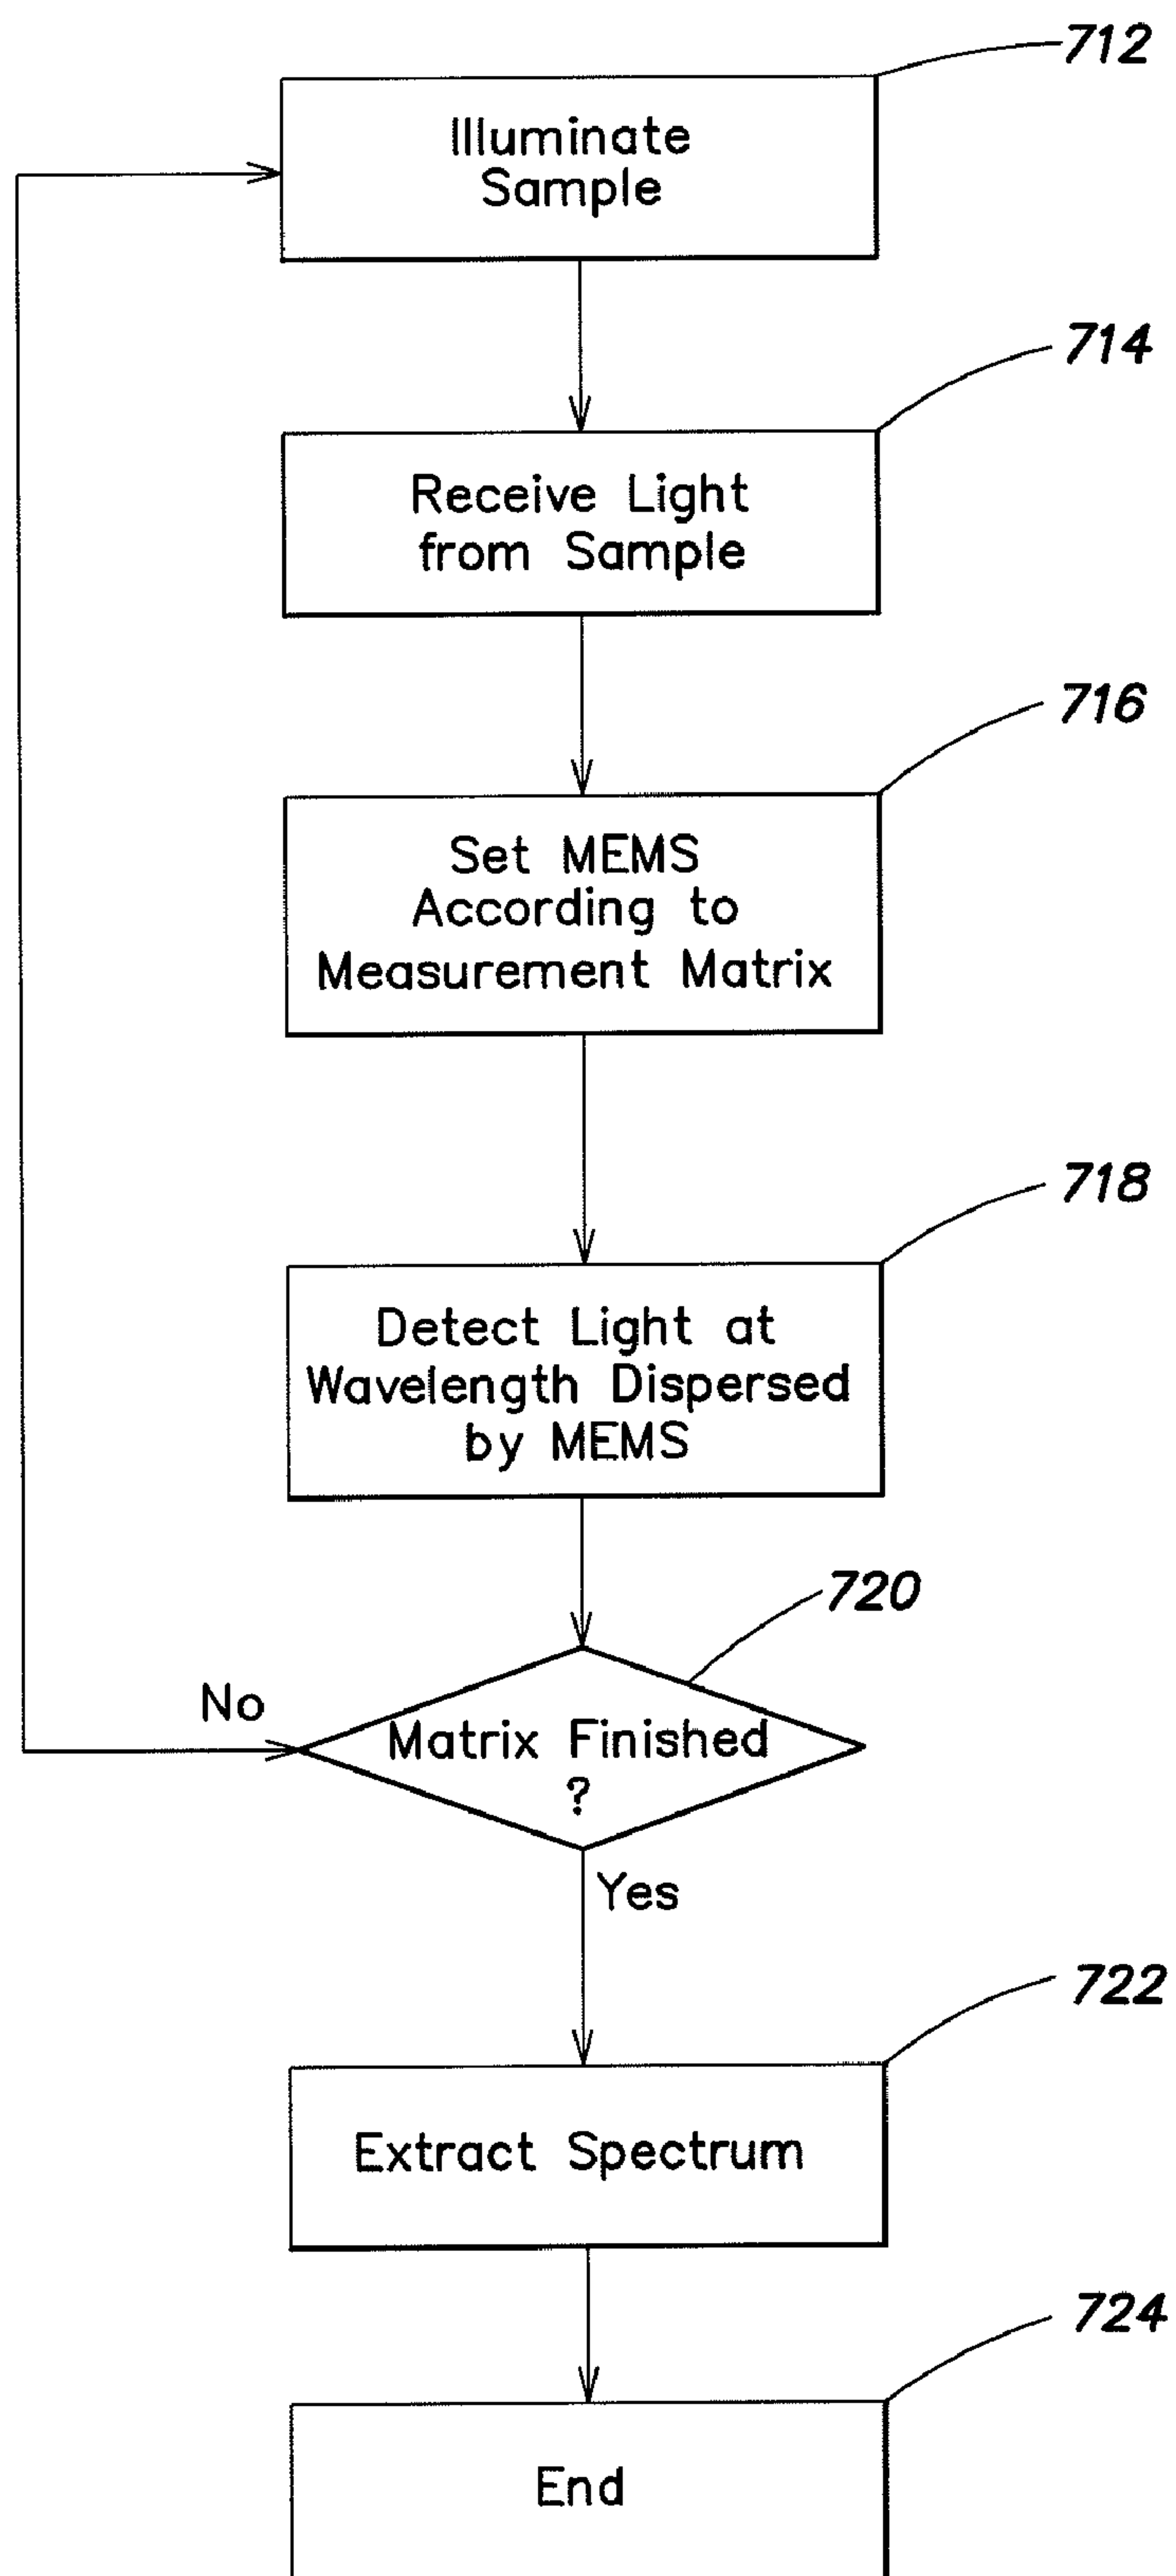 712
Illuminate
Sample
714
Receive Light
from Sample
716
Set MEMS
According to
Measurement Matrix
718
Detect Light at
Wavelength Dispersed
by MEMS
720
No
Matrix Finished
?
Yes
722
Extract Spectrum
724
End